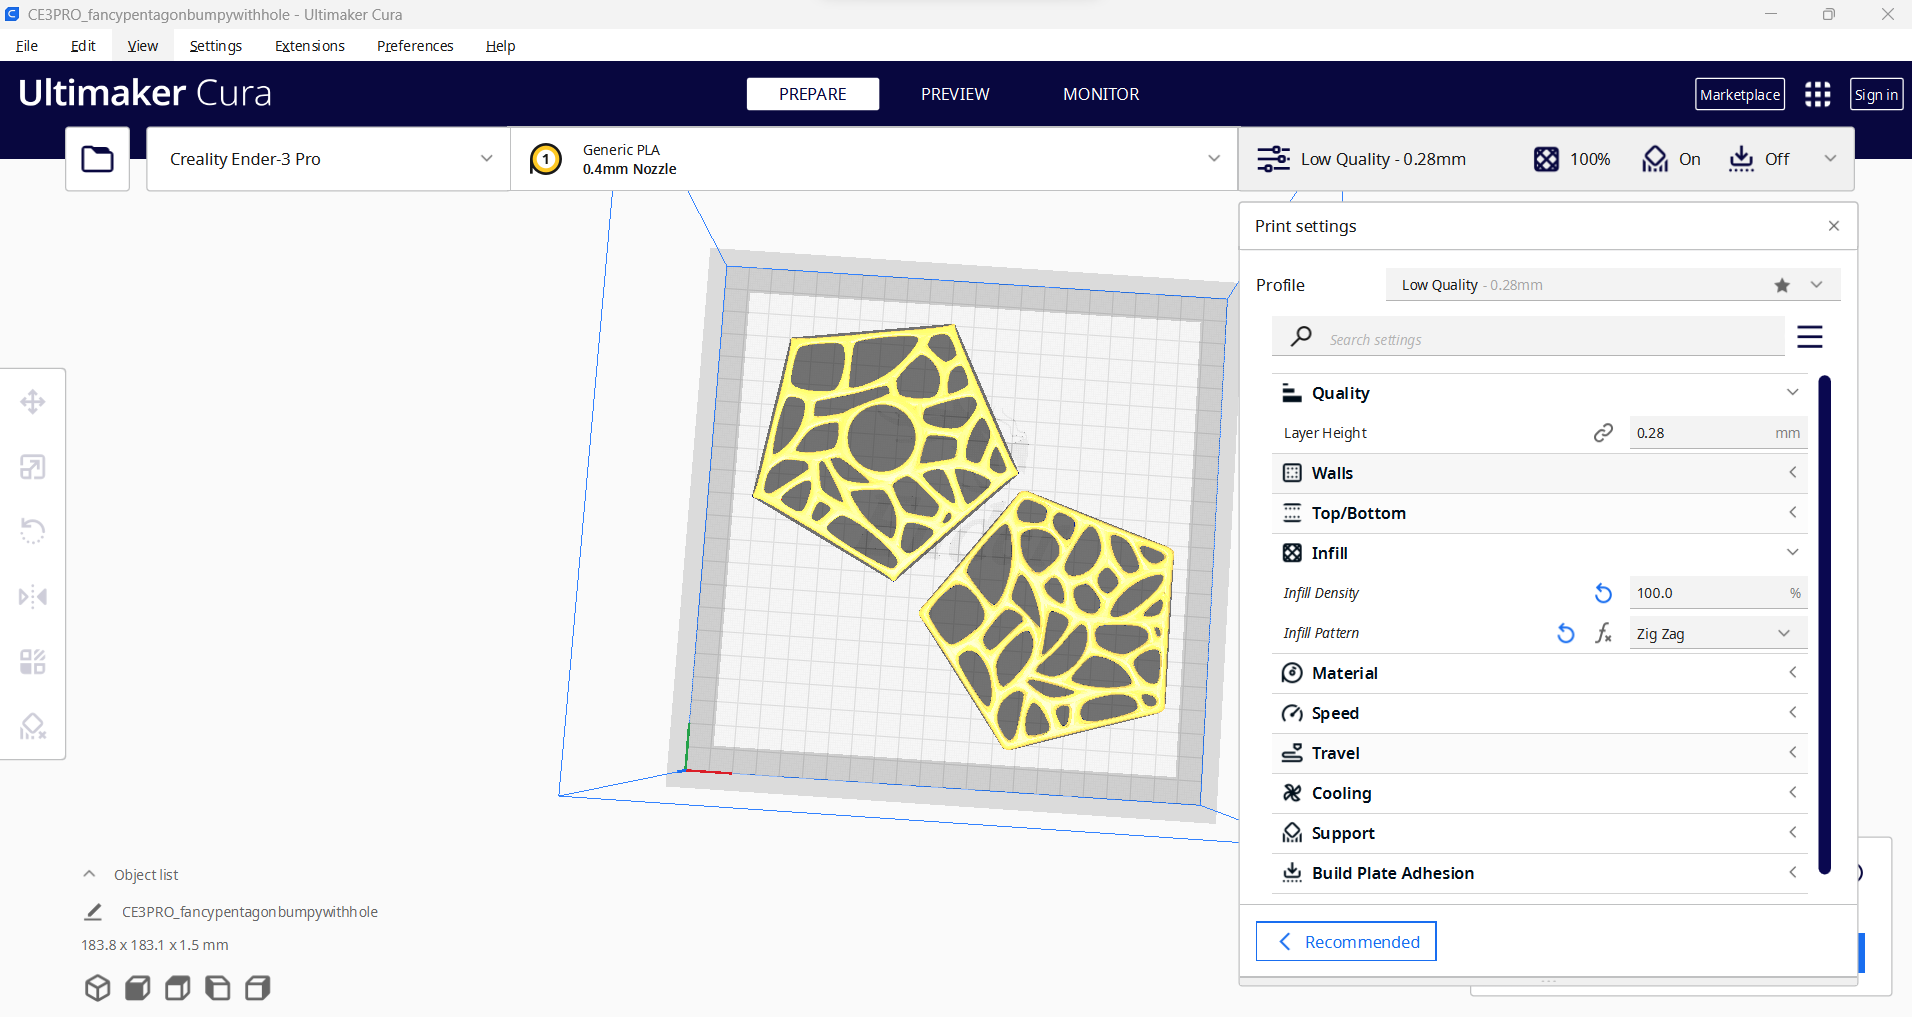 CE3PRO_fancypentagonbumpywithhole - Ultimaker Cura
File Edit View Settings Extensions Preferences Help
Ultimaker Cura
PREPARE PREVIEW MONITOR
Marketplace Sign in
Creality Ender-3 Pro
1
Generic PLA
0.4mm Nozzle
Low Quality - 0.28mm 100% On Off
Print settings
Profile Low Quality - 0.28mm
Search settings
Quality
Layer Height 0.28 mm
Walls
Top/Bottom
Infill
Infill Density 100.0 %
Infill Pattern fx Zig Zag
Material
Speed
Travel
Cooling
Support
Build Plate Adhesion
Recommended
Object list
CE3PRO_fancypentagonbumpywithhole
183.8 x 183.1 x 1.5 mm